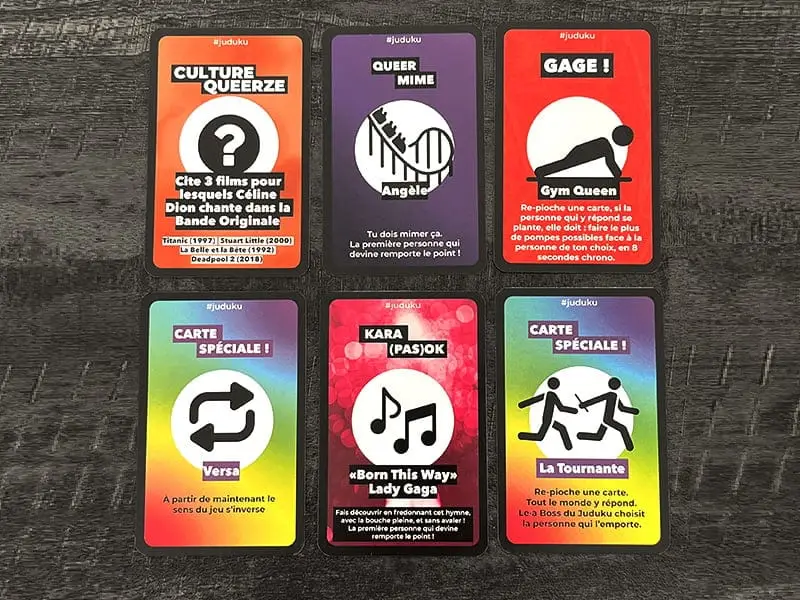 #juduku
CULTURE
QUEERZE
?
Cite 3 films pour
lesquels Céline
Dion chante dans la
Bande Originale
Titanic (1997) Stuart Little (2000)
La Belle et la Bête (1992)
Deadpool 2 (2018)
#juduku
QUEER
MIME
Angèle
Tu dois mimer ça.
La première personne qui
devine remporte le point !
#juduku
GAGE !
Gym Queen
Re-pioche une carte, si la
personne qui y répond se
plante, elle doit : faire le plus
de pompes possibles face à la
personne de ton choix, en 8
secondes chrono.
#juduku
CARTE
SPÉCIALE !
Versa
À partir de maintenant le
sens du jeu s'inverse
#juduku
KARA
(PAS)OK
«Born This Way»
Lady Gaga
Fais découvrir en fredonnant cet hymne,
avec la bouche pleine, et sans avaler !
La première personne qui devine
remporte le point !
#juduku
CARTE
SPÉCIALE !
La Tournante
Re-pioche une carte.
Tout le monde y répond.
Le·a Boss du Juduku choisit
la personne qui l'emporte.